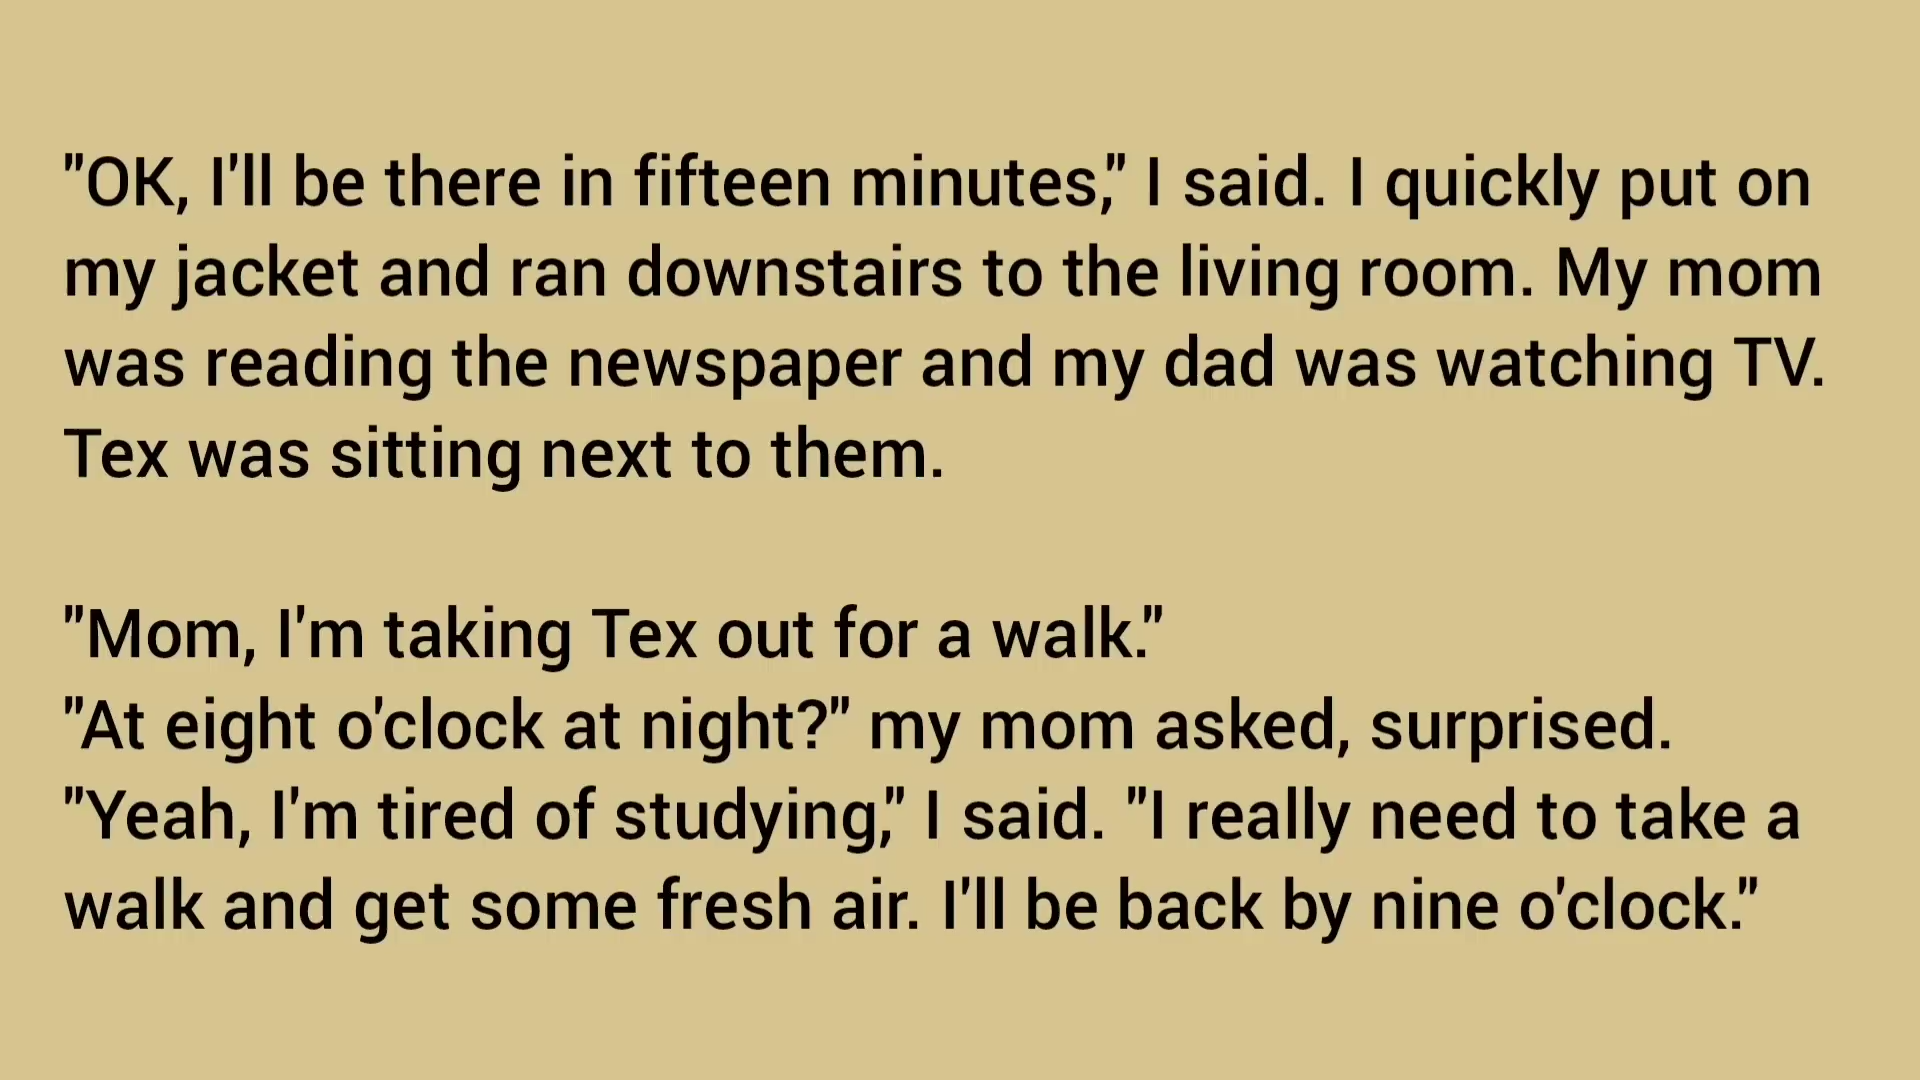 "OK, I'll be there in fifteen minutes," I said. I quickly put on
my jacket and ran downstairs to the living room. My mom
was reading the newspaper and my dad was watching TV.
Tex was sitting next to them.
"Mom, I'm taking Tex out for a walk."
"At eight o'clock at night?" my mom asked, surprised.
"Yeah, I'm tired of studying," I said. "I really need to take a
walk and get some fresh air. I'll be back by nine o'clock."